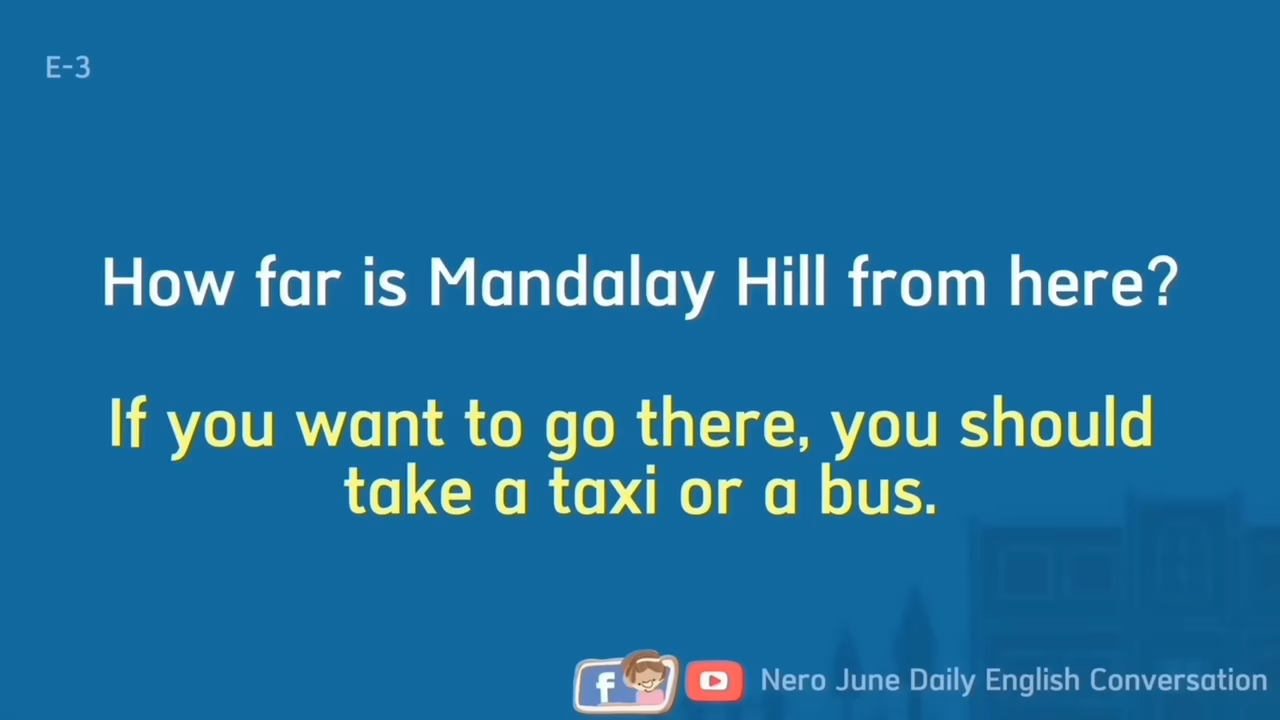 E-3
How far is Mandalay Hill from here?
If you want to go there, you should
take a taxi or a bus.
f
Nero June Daily English Conversation